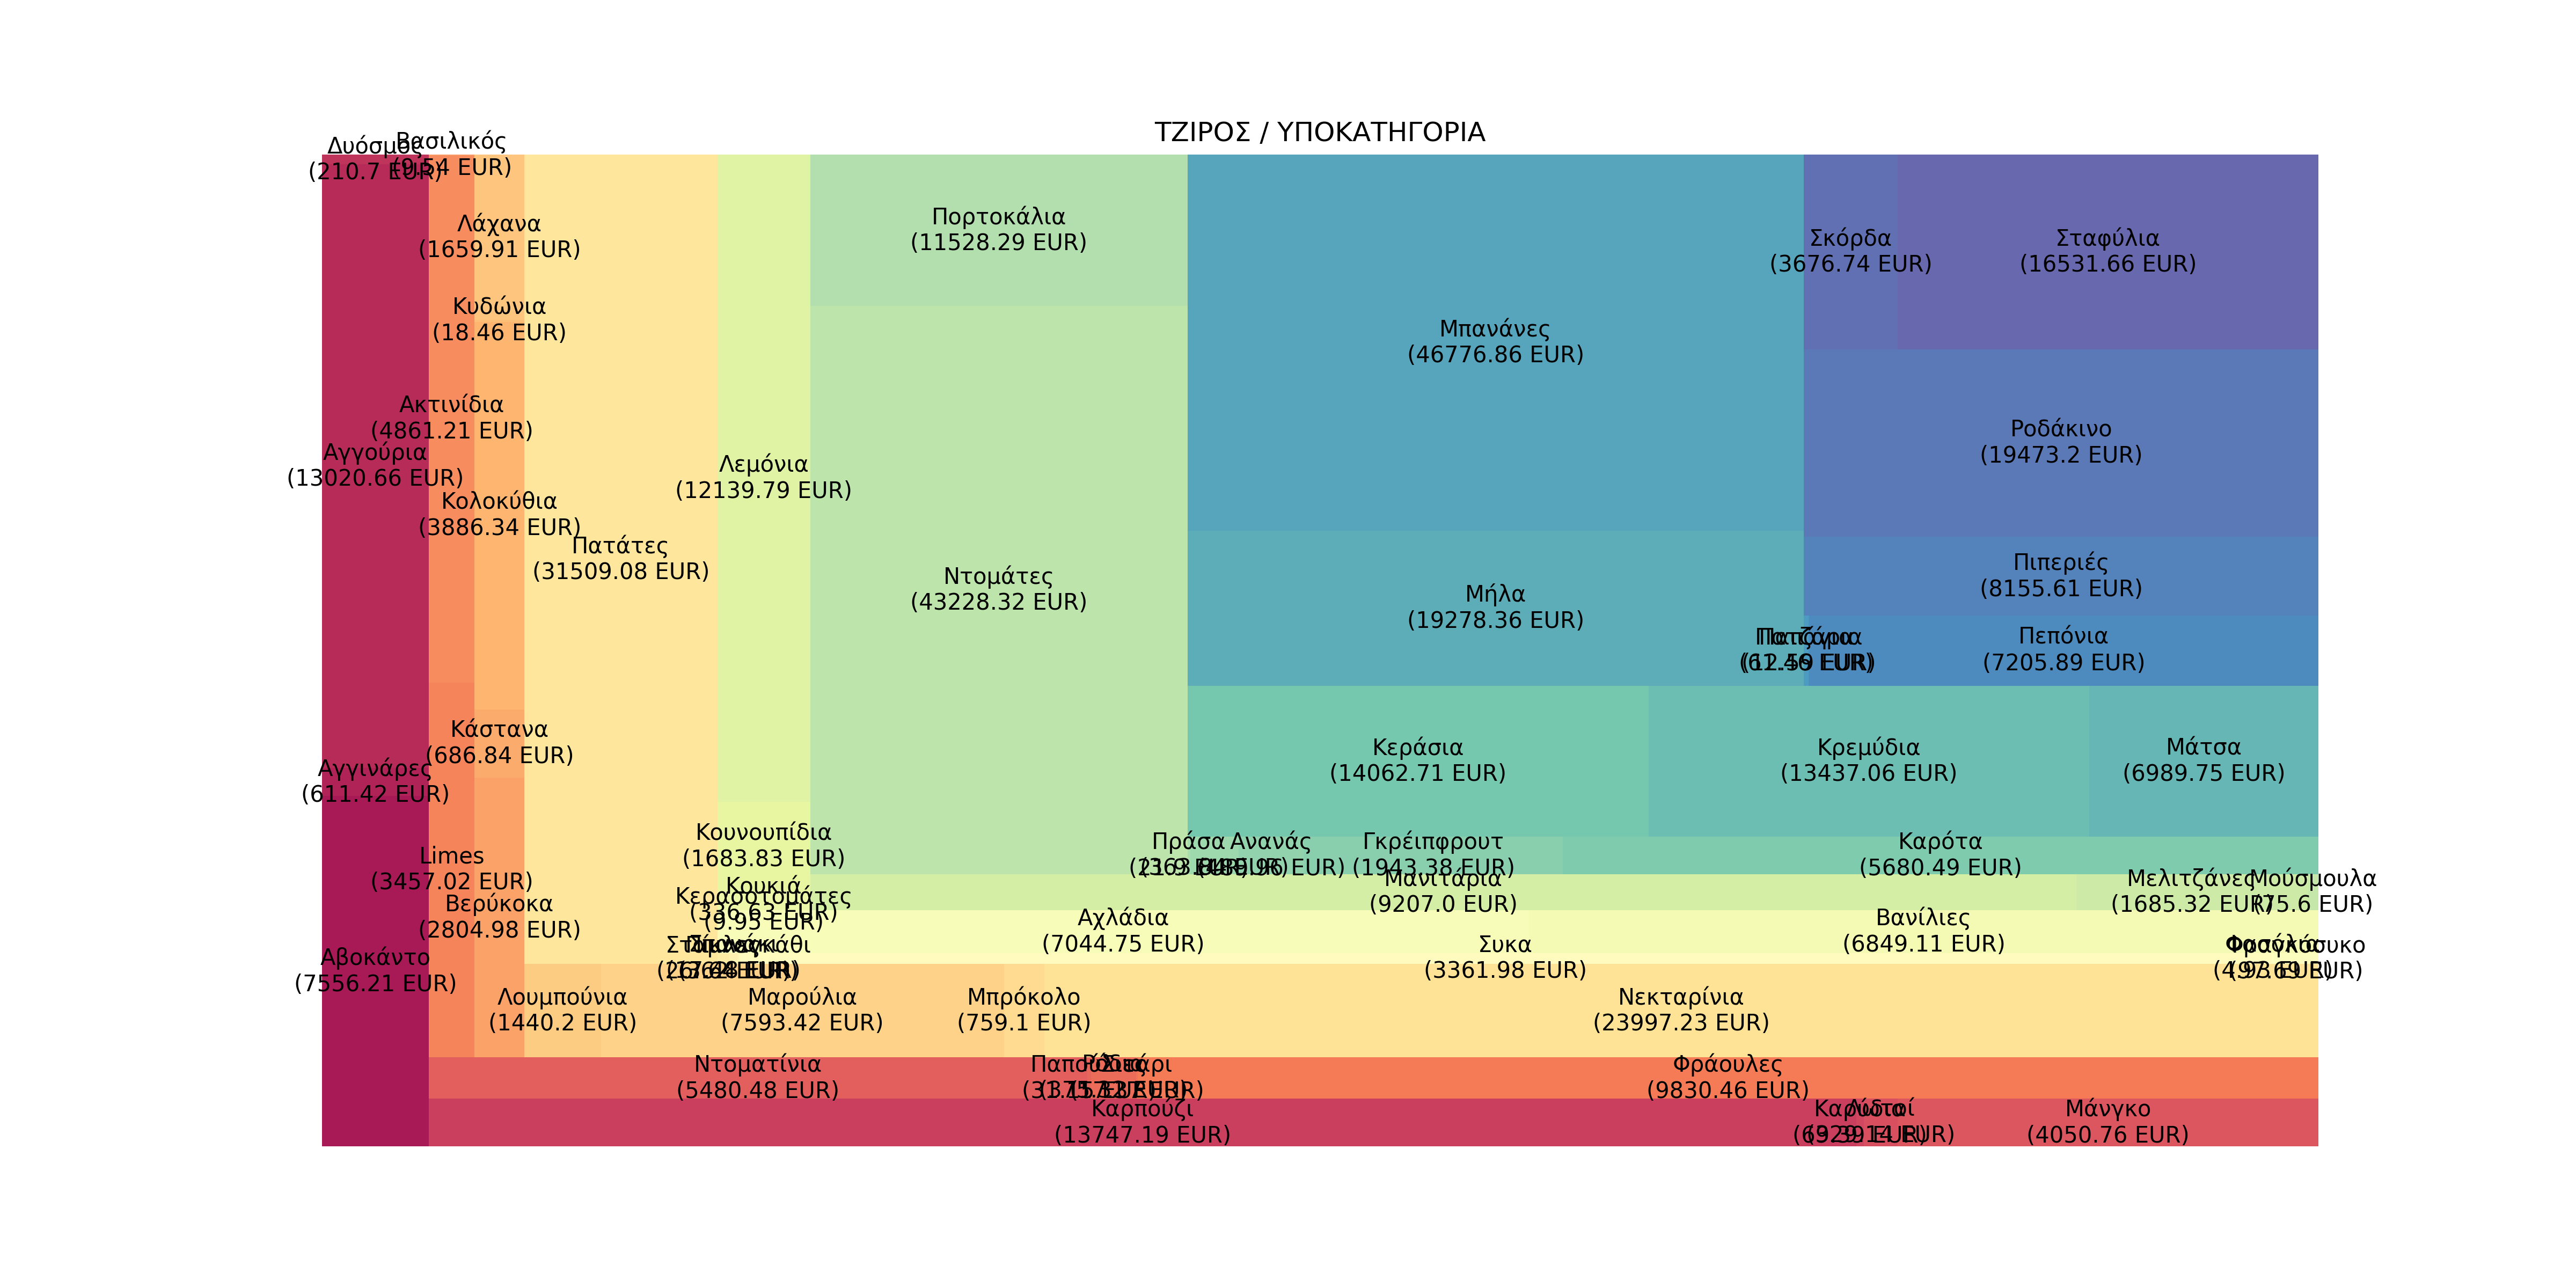 ΤΖΙΡΟΣ / ΥΠΟΚΑΤΗΓΟΡΙΑ
Δυόσμος
(210.7 EUR)
Βασιλικός
(9.54 EUR)
Λάχανα
(1659.91 EUR)
Κυδώνια
(18.46 EUR)
Ακτινίδια
(4861.21 EUR)
Αγγούρια
(13020.66 EUR)
Κολοκύθια
(3886.34 EUR)
Πατάτες
(31509.08 EUR)
Λεμόνια
(12139.79 EUR)
Πορτοκάλια
(11528.29 EUR)
Ντομάτες
(43228.32 EUR)
Μπανάνες
(46776.86 EUR)
Μήλα
(19278.36 EUR)
Σκόρδα
(3676.74 EUR)
Σταφύλια
(16531.66 EUR)
Ροδάκινο
(19473.2 EUR)
Πιπεριές
(8155.61 EUR)
Πεπόνια
(7205.89 EUR)
Κάστανα
(686.84 EUR)
Αγγινάρες
(611.42 EUR)
Κεράσια
(14062.71 EUR)
Κρεμύδια
(13437.06 EUR)
Μάτσα
(6989.75 EUR)
Limes
(3457.02 EUR)
Βερύκοκα
(2804.98 EUR)
Αβοκάντο
(7556.21 EUR)
Κουνουπίδια
(1683.83 EUR)
Κουκιά
(336.63 EUR)
Κερασοτομάτες
(9.95 EUR)
Πράσα
Ανανάς
Γκρέιπφρουτ
(1943.38 EUR)
Καρότα
(5680.49 EUR)
Μανιτάρια
(9207.0 EUR)
Μελιτζάνες
(1685.32 EUR)
Μούσμουλα
(75.6 EUR)
Αχλάδια
(7044.75 EUR)
Βανίλιες
(6849.11 EUR)
Συκα
(3361.98 EUR)
Φραγκόσυκο
Λουμπούνια
(1440.2 EUR)
Μαρούλια
(7593.42 EUR)
Μπρόκολο
(759.1 EUR)
Νεκταρίνια
(23997.23 EUR)
Ντοματίνια
(5480.48 EUR)
Φράουλες
(9830.46 EUR)
Καρπούζι
(13747.19 EUR)
Μάνγκο
(4050.76 EUR)